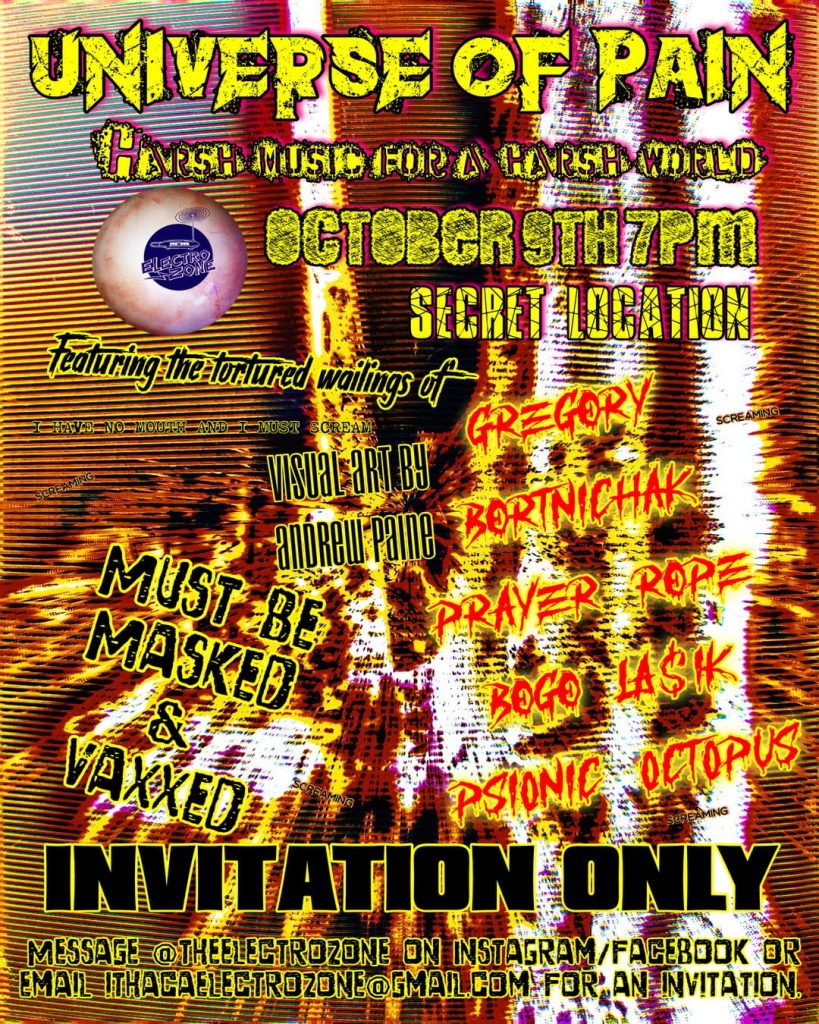 UNIVERSE OF PAIN
HARSH MUSIC FOR A HARSH WORLD
ELECTRO
ZONE
OCTOBER 9TH 7PM
SECRET LOCATION
Featuring the tortured wailings of
I HAVE NO MOUTH AND I MUST SCREAM
GREGORY
BORTNICHAK
SCREAMING
SCREAMING
VISUAL ART BY
ANDREW PAINE
PRAYER ROPE
BOGO LA$IK
PSIONIC OCTOPUS
MUST BE
MASKED
&
VAXXED
SCREAMING
SCREAMING
INVITATION ONLY
MESSAGE @THEELECTROZONE ON INSTAGRAM/FACEBOOK OR
EMAIL ITHACAELECTROZONE@GMAIL.COM FOR AN INVITATION.